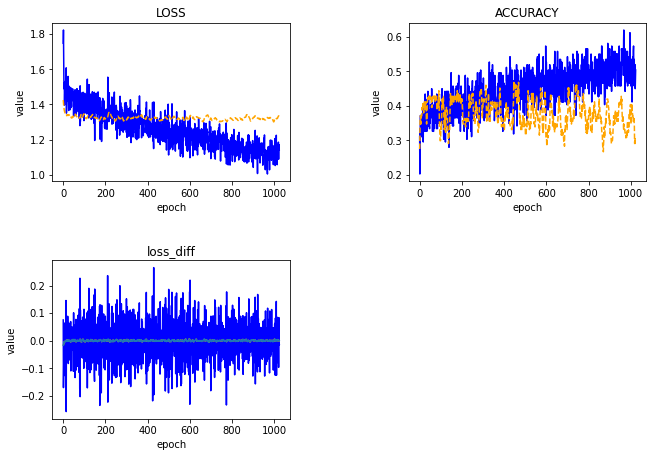 LOSS
value
1.8
1.6
1.4
1.2
1.0
0 200 400 600 800 1000
epoch
ACCURACY
value
0.6
0.5
0.4
0.3
0.2
0 200 400 600 800 1000
epoch
loss_diff
value
0.2
0.1
0.0
−0.1
−0.2
0 200 400 600 800 1000
epoch